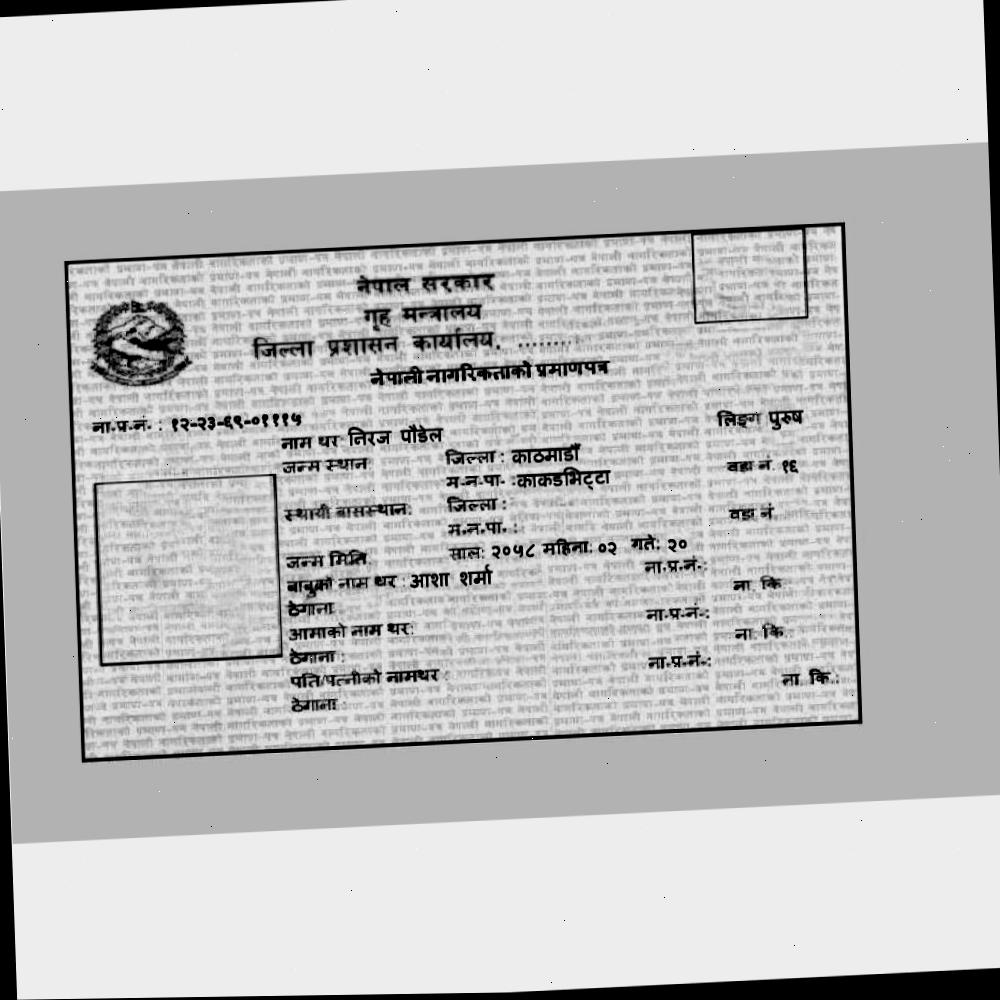 नेपाल सरकार
गृह मन्त्रालय
जिल्ला प्रशासन कार्यालय, ........
नेपाली नागरिकताको प्रमाणपत्र
ना.प्र.नं. : १२-२३-६९-०१११५
लिङ्ग पुरुष
नाम थर निरज पौडेल
जन्म स्थान जिल्ला : काठमाडौँ
म.न.पा. :काकडभिट्टा वडा नं. १६
स्थायी बासस्थान: जिल्ला :
म.न.पा. : वडा नं.
जन्म मिति साल: २०५८ महिना: ०२ गते: २०
बाबुको नाम थर : आशा शर्मा ना.प्र.नं.:
ठेगाना ना. कि.:
आमाको नाम थर: ना.प्र.नं.:
ठेगाना : ना. कि.:
पति/पत्नीको नामथर : ना.प्र.नं.:
ठेगाना : ना. कि.: